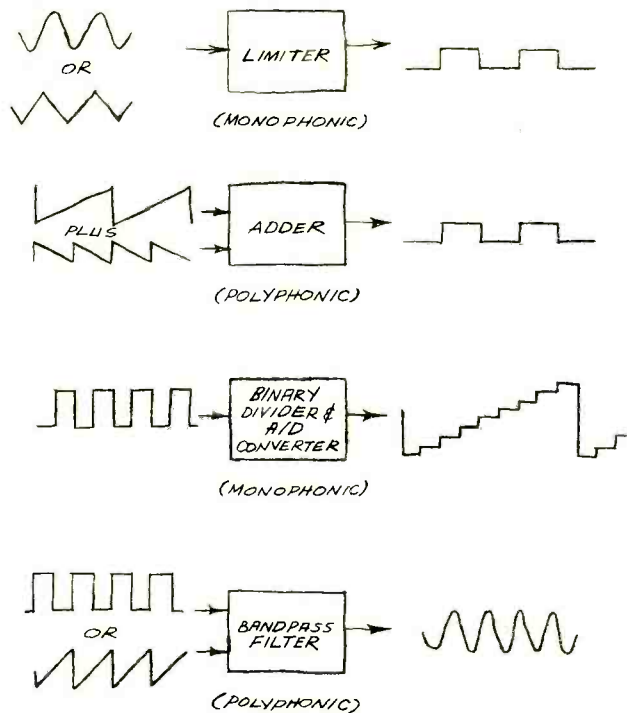 OR
LIMITER
(MONOPHONIC)
PLUS
ADDER
(POLYPHONIC)
BINARY
DIVIDER &
A/D
CONVERTER
(MONOPHONIC)
OR
BANDPASS
FILTER
(POLYPHONIC)